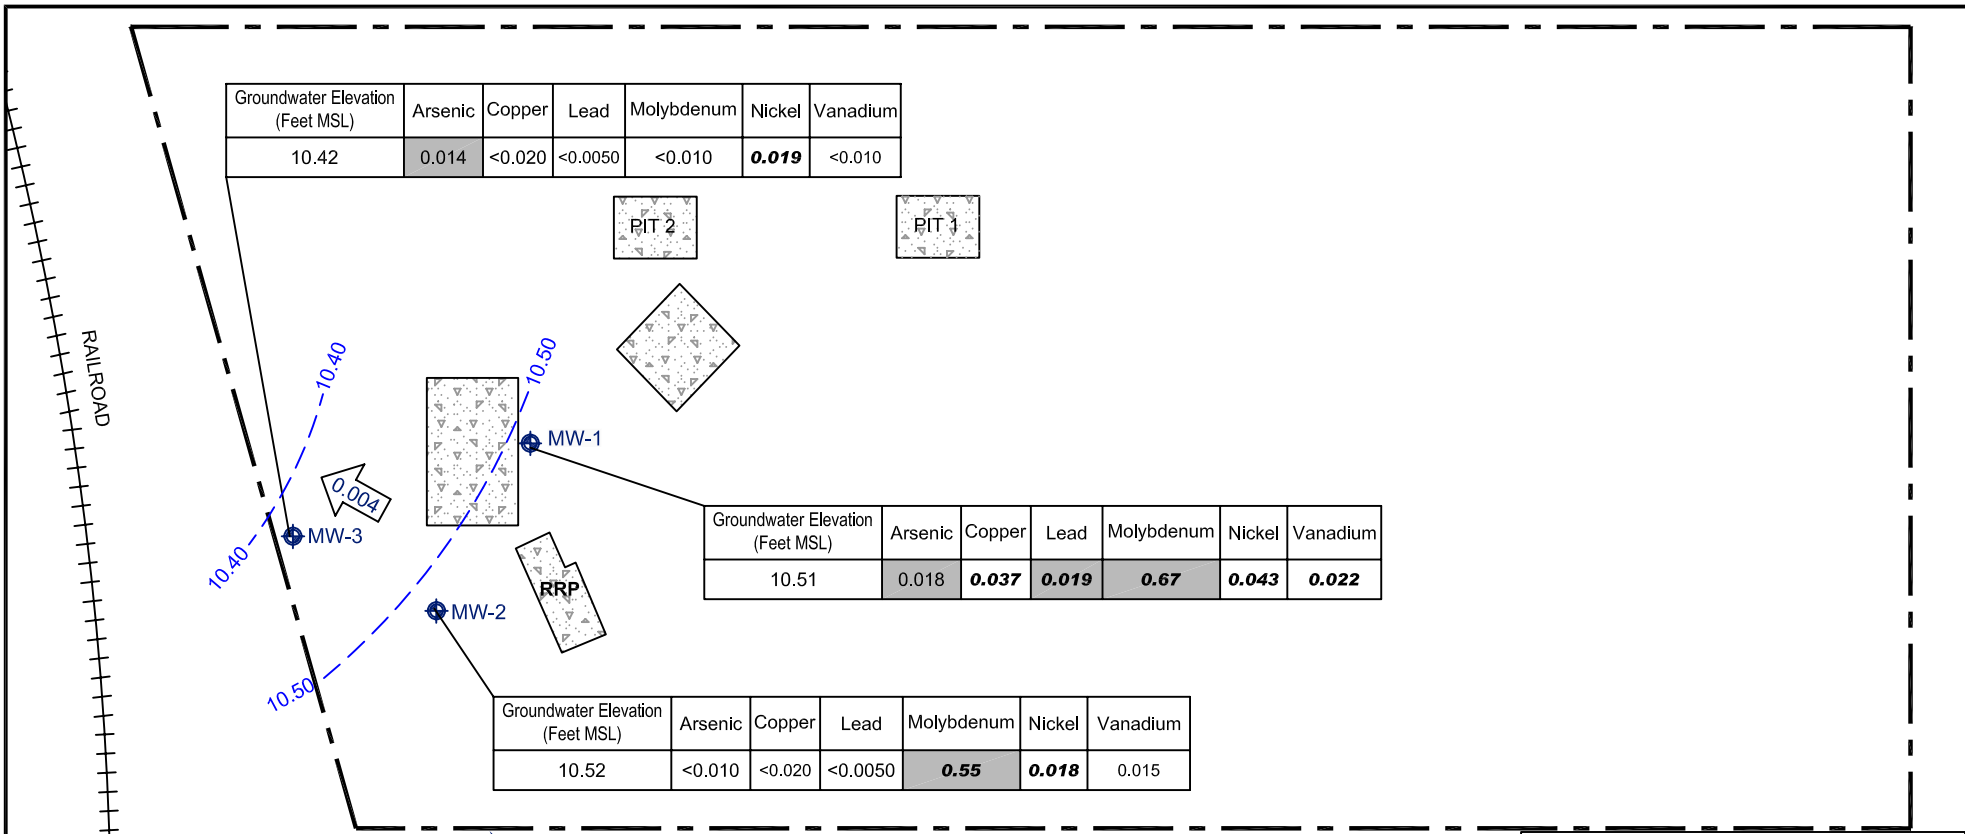 Groundwater Elevation (Feet MSL) Arsenic Copper Lead Molybdenum Nickel Vanadium
10.42 0.014 <0.020 <0.0050 <0.010 0.019 <0.010
PIT 2
PIT 1
RAILROAD
10.40
10.50
MW-1
0.004
MW-3
10.40
Groundwater Elevation (Feet MSL) Arsenic Copper Lead Molybdenum Nickel Vanadium
10.51 0.018 0.037 0.019 0.67 0.043 0.022
RRP
MW-2
10.50
Groundwater Elevation (Feet MSL) Arsenic Copper Lead Molybdenum Nickel Vanadium
10.52 <0.010 <0.020 <0.0050 0.55 0.018 0.015